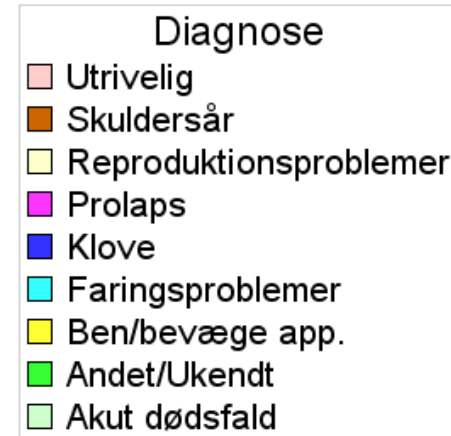 Diagnose
Utrivelig
Skuldersår
Reproduktionsproblemer
Prolaps
Klove
Faringsproblemer
Ben/bevæge app.
Andet/Ukendt
Akut dødsfald